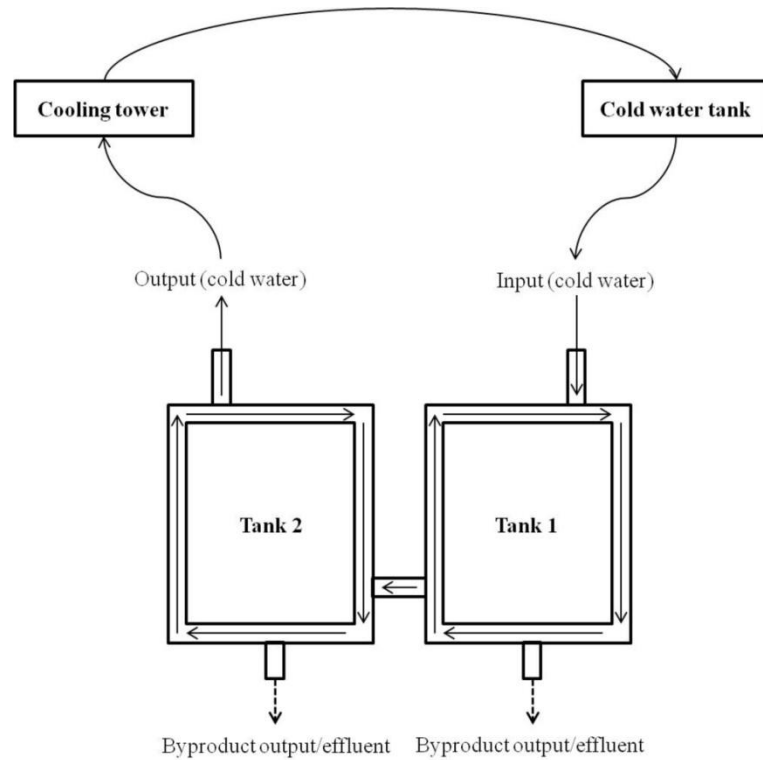 Cooling tower
Cold water tank
Output (cold water)
Input (cold water)
Tank 2
Tank 1
Byproduct output/effluent
Byproduct output/effluent